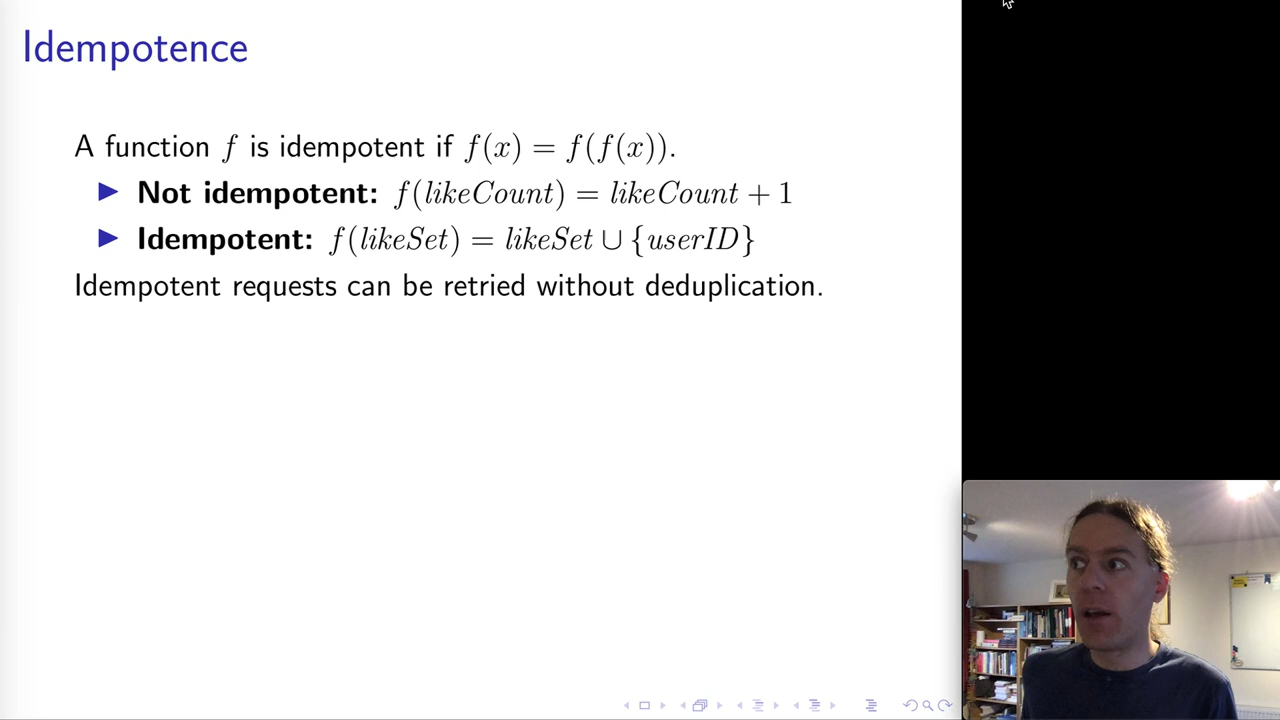 Idempotence
A function f is idempotent if f(x) = f(f(x)).
▶ Not idempotent: f(likeCount) = likeCount + 1
▶ Idempotent: f(likeSet) = likeSet ∪ {userID}
Idempotent requests can be retried without deduplication.